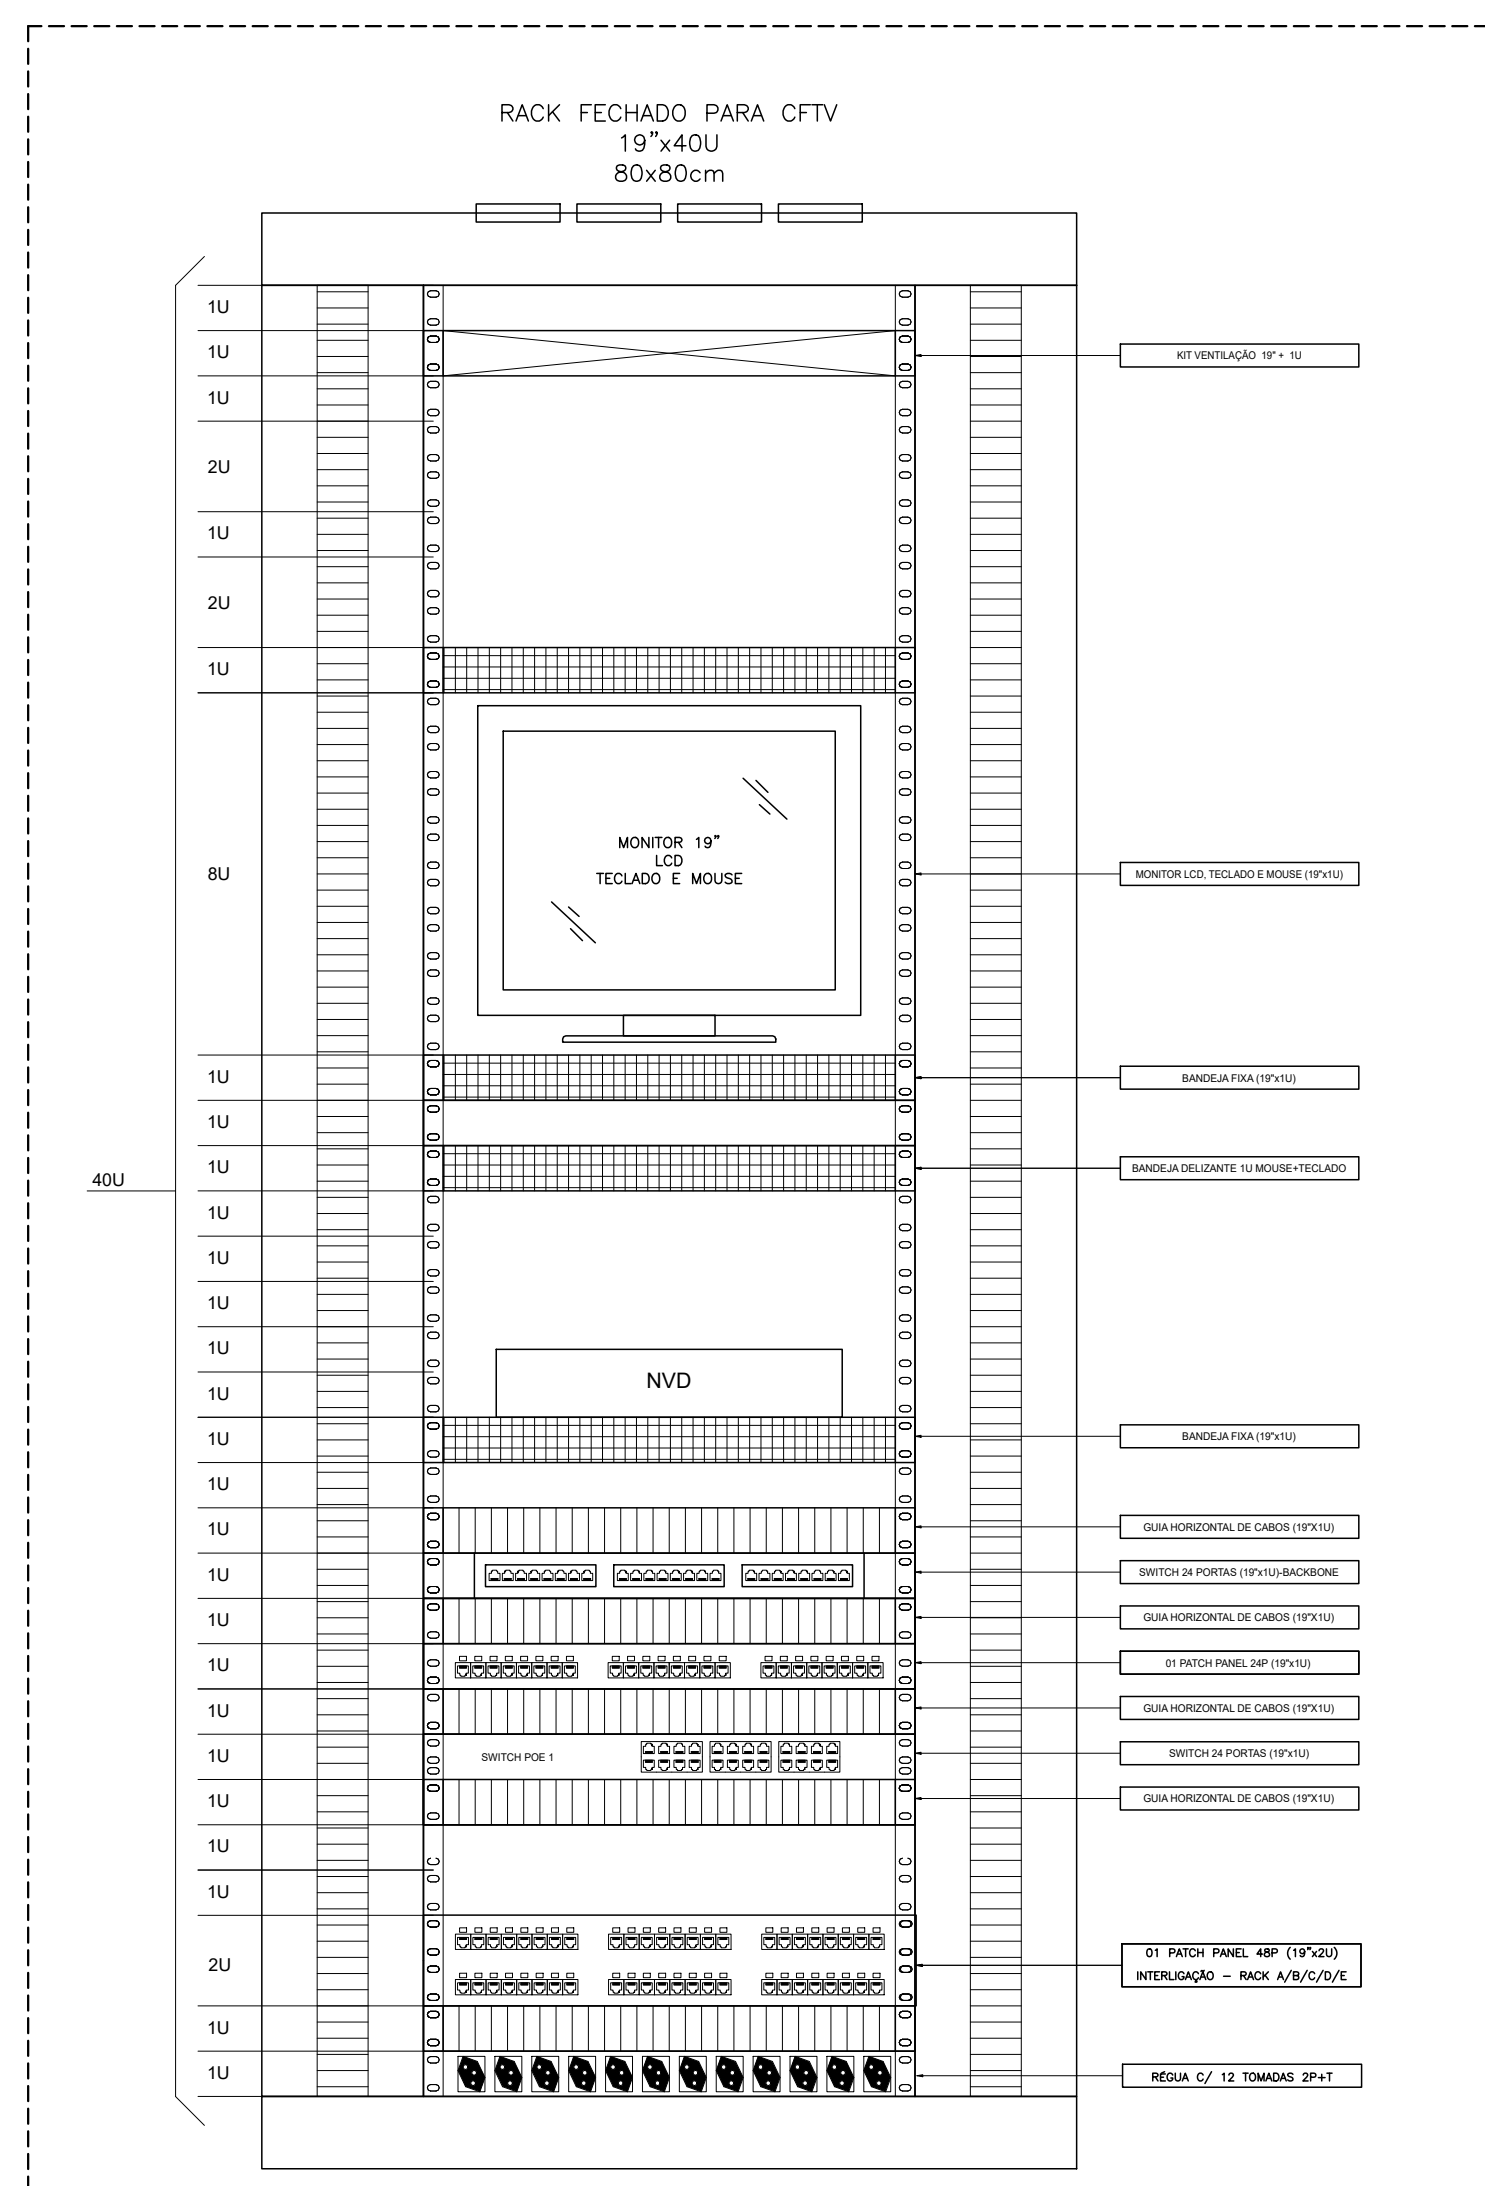 RACK FECHADO PARA CFTV
19"x40U
80x80cm
1U
1U
KIT VENTILAÇÃO 19" + 1U
1U
2U
1U
2U
1U
MONITOR 19"
LCD
TECLADO E MOUSE
8U
MONITOR LCD, TECLADO E MOUSE (19"x1U)
1U
BANDEJA FIXA (19"x1U)
1U
1U
BANDEJA DELIZANTE 1U MOUSE+TECLADO
40U
1U
1U
1U
1U
1U
NVD
1U
BANDEJA FIXA (19"x1U)
1U
1U
GUIA HORIZONTAL DE CABOS (19"X1U)
1U
SWITCH 24 PORTAS (19"x1U)-BACKBONE
1U
GUIA HORIZONTAL DE CABOS (19"X1U)
1U
01 PATCH PANEL 24P (19"x1U)
1U
GUIA HORIZONTAL DE CABOS (19"X1U)
1U
SWITCH POE 1
SWITCH 24 PORTAS (19"x1U)
1U
GUIA HORIZONTAL DE CABOS (19"X1U)
1U
1U
2U
01 PATCH PANEL 48P (19"x2U)
INTERLIGAÇÃO - RACK A/B/C/D/E
1U
1U
RÉGUA C/ 12 TOMADAS 2P+T